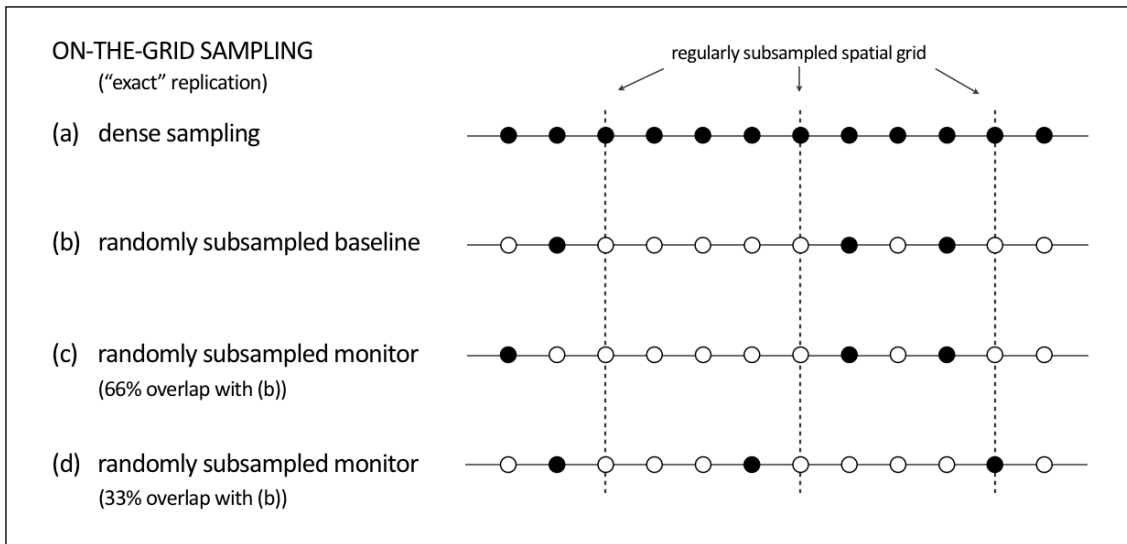 ON-THE-GRID SAMPLING
(“exact” replication)
regularly subsampled spatial grid
(a) dense sampling
(b) randomly subsampled baseline
(c) randomly subsampled monitor
(66% overlap with (b))
(d) randomly subsampled monitor
(33% overlap with (b))